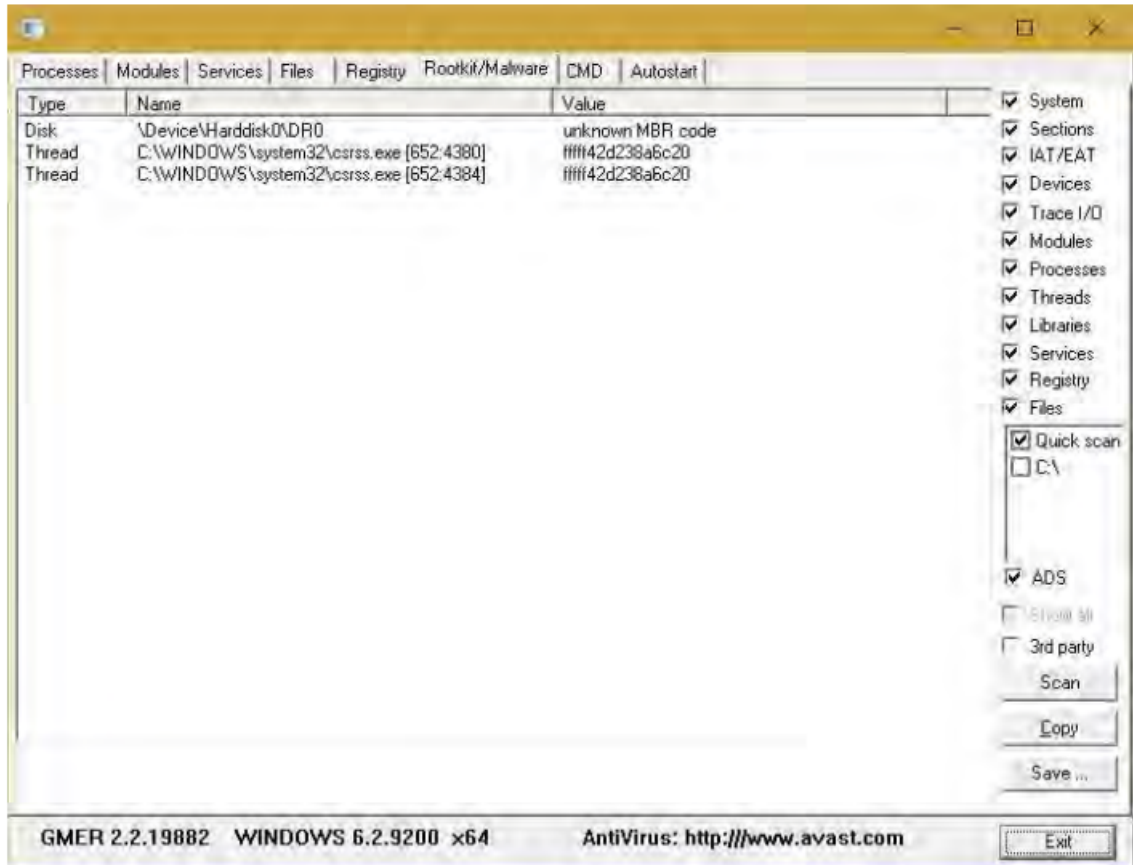 Processes Modules Services Files Registry Rootkit/Malware CMD Autostart
Type Name Value
Disk \Device\Harddisk0\DR0 unknown MBR code
Thread C:\WINDOWS\system32\csrss.exe [652:4380] fffff42d238a6c20
Thread C:\WINDOWS\system32\csrss.exe [652:4384] fffff42d238a6c20
System
Sections
IAT/EAT
Devices
Trace I/O
Modules
Processes
Threads
Libraries
Services
Registry
Files
Quick scan
C:\
ADS
Show all
3rd party
Scan
Copy
Save ...
GMER 2.2.19882 WINDOWS 6.2.9200 x64 AntiVirus: http:///www.avast.com Exit